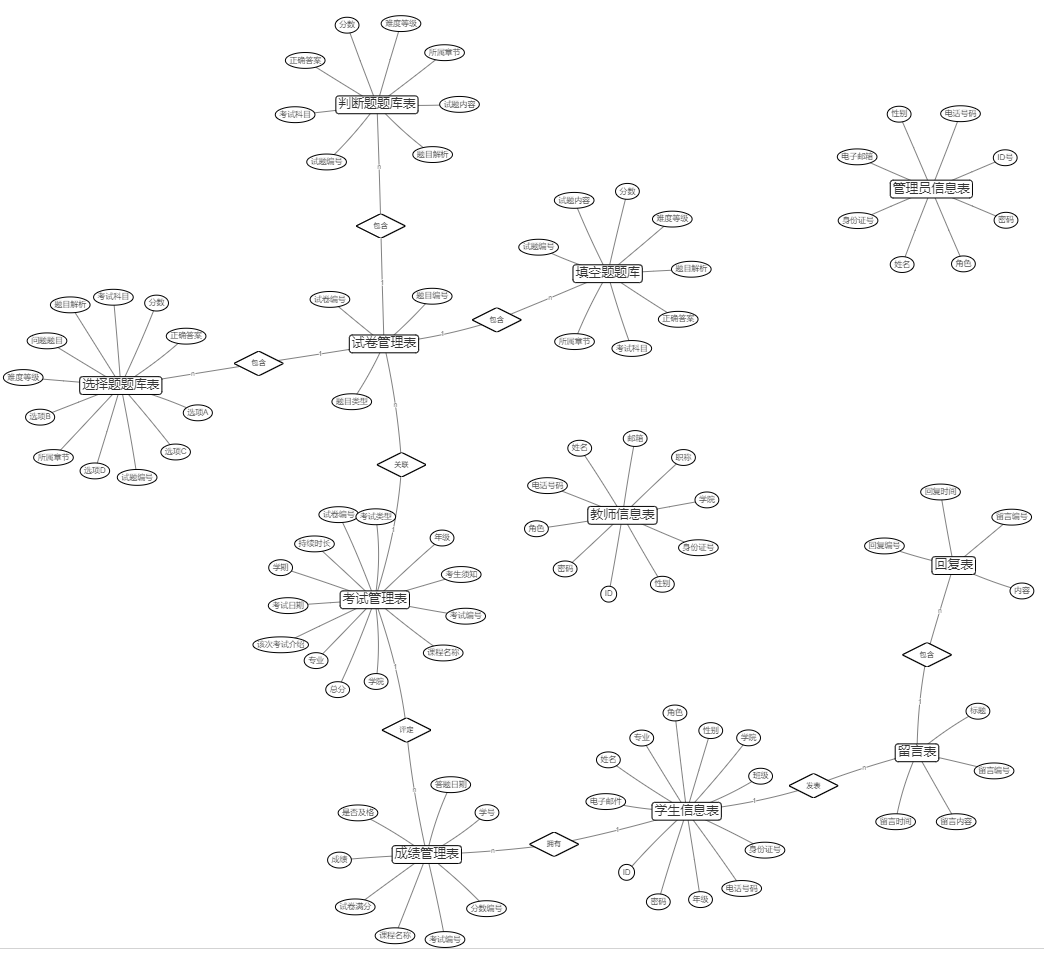 分数
难度等级
正确答案
所属章节
判断题题库表
试题内容
考试科目
试题编号
题目解析
n
包含
1
性别
电话号码
电子邮箱
ID号
管理员信息表
身份证号
密码
姓名
角色
试题内容
分数
难度等级
试题编号
填空题题库
题目解析
正确答案
所属章节
考试科目
n
包含
1
试卷编号
题目编号
试卷管理表
题目类型
1
包含
n
考试科目
题目解析
分数
问题题目
正确答案
难度等级
选择题题库表
选项B
选项A
所属章节
选项C
选项D
试题编号
n
关联
1
试卷编号
考试类型
持续时长
年级
学期
考生须知
考试管理表
考试日期
考试编号
该次考试介绍
课程名称
专业
学院
总分
1
评定
n
姓名
邮箱
职称
电话号码
学院
教师信息表
角色
身份证号
密码
性别
ID
回复时间
留言编号
回复编号
回复表
内容
n
包含
1
标题
留言表
留言编号
留言时间
留言内容
n
发表
1
角色
性别
专业
学院
姓名
班级
电子邮件
学生信息表
身份证号
ID
电话号码
密码
年级
1
拥有
n
答题日期
是否及格
学号
成绩管理表
成绩
试卷满分
分数编号
课程名称
考试编号